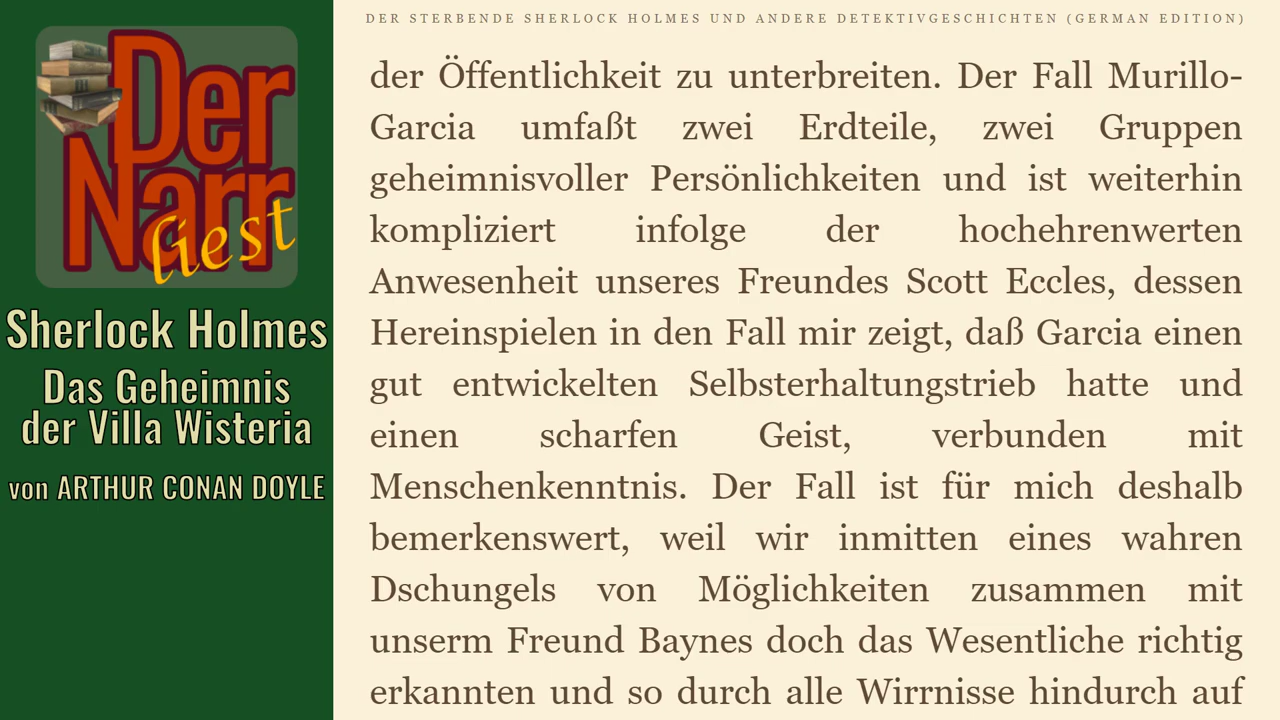 Der
Narr
liest
Sherlock Holmes
Das Geheimnis
der Villa Wisteria
von ARTHUR CONAN DOYLE
DER STERBENDE SHERLOCK HOLMES UND ANDERE DETEKTIVGESCHICHTEN (GERMAN EDITION)
der Öffentlichkeit zu unterbreiten. Der Fall Murillo-
Garcia umfaßt zwei Erdteile, zwei Gruppen
geheimnisvoller Persönlichkeiten und ist weiterhin
kompliziert infolge der hochehrenwerten
Anwesenheit unseres Freundes Scott Eccles, dessen
Hereinspielen in den Fall mir zeigt, daß Garcia einen
gut entwickelten Selbsterhaltungstrieb hatte und
einen scharfen Geist, verbunden mit
Menschenkenntnis. Der Fall ist für mich deshalb
bemerkenswert, weil wir inmitten eines wahren
Dschungels von Möglichkeiten zusammen mit
unserm Freund Baynes doch das Wesentliche richtig
erkannten und so durch alle Wirrnisse hindurch auf